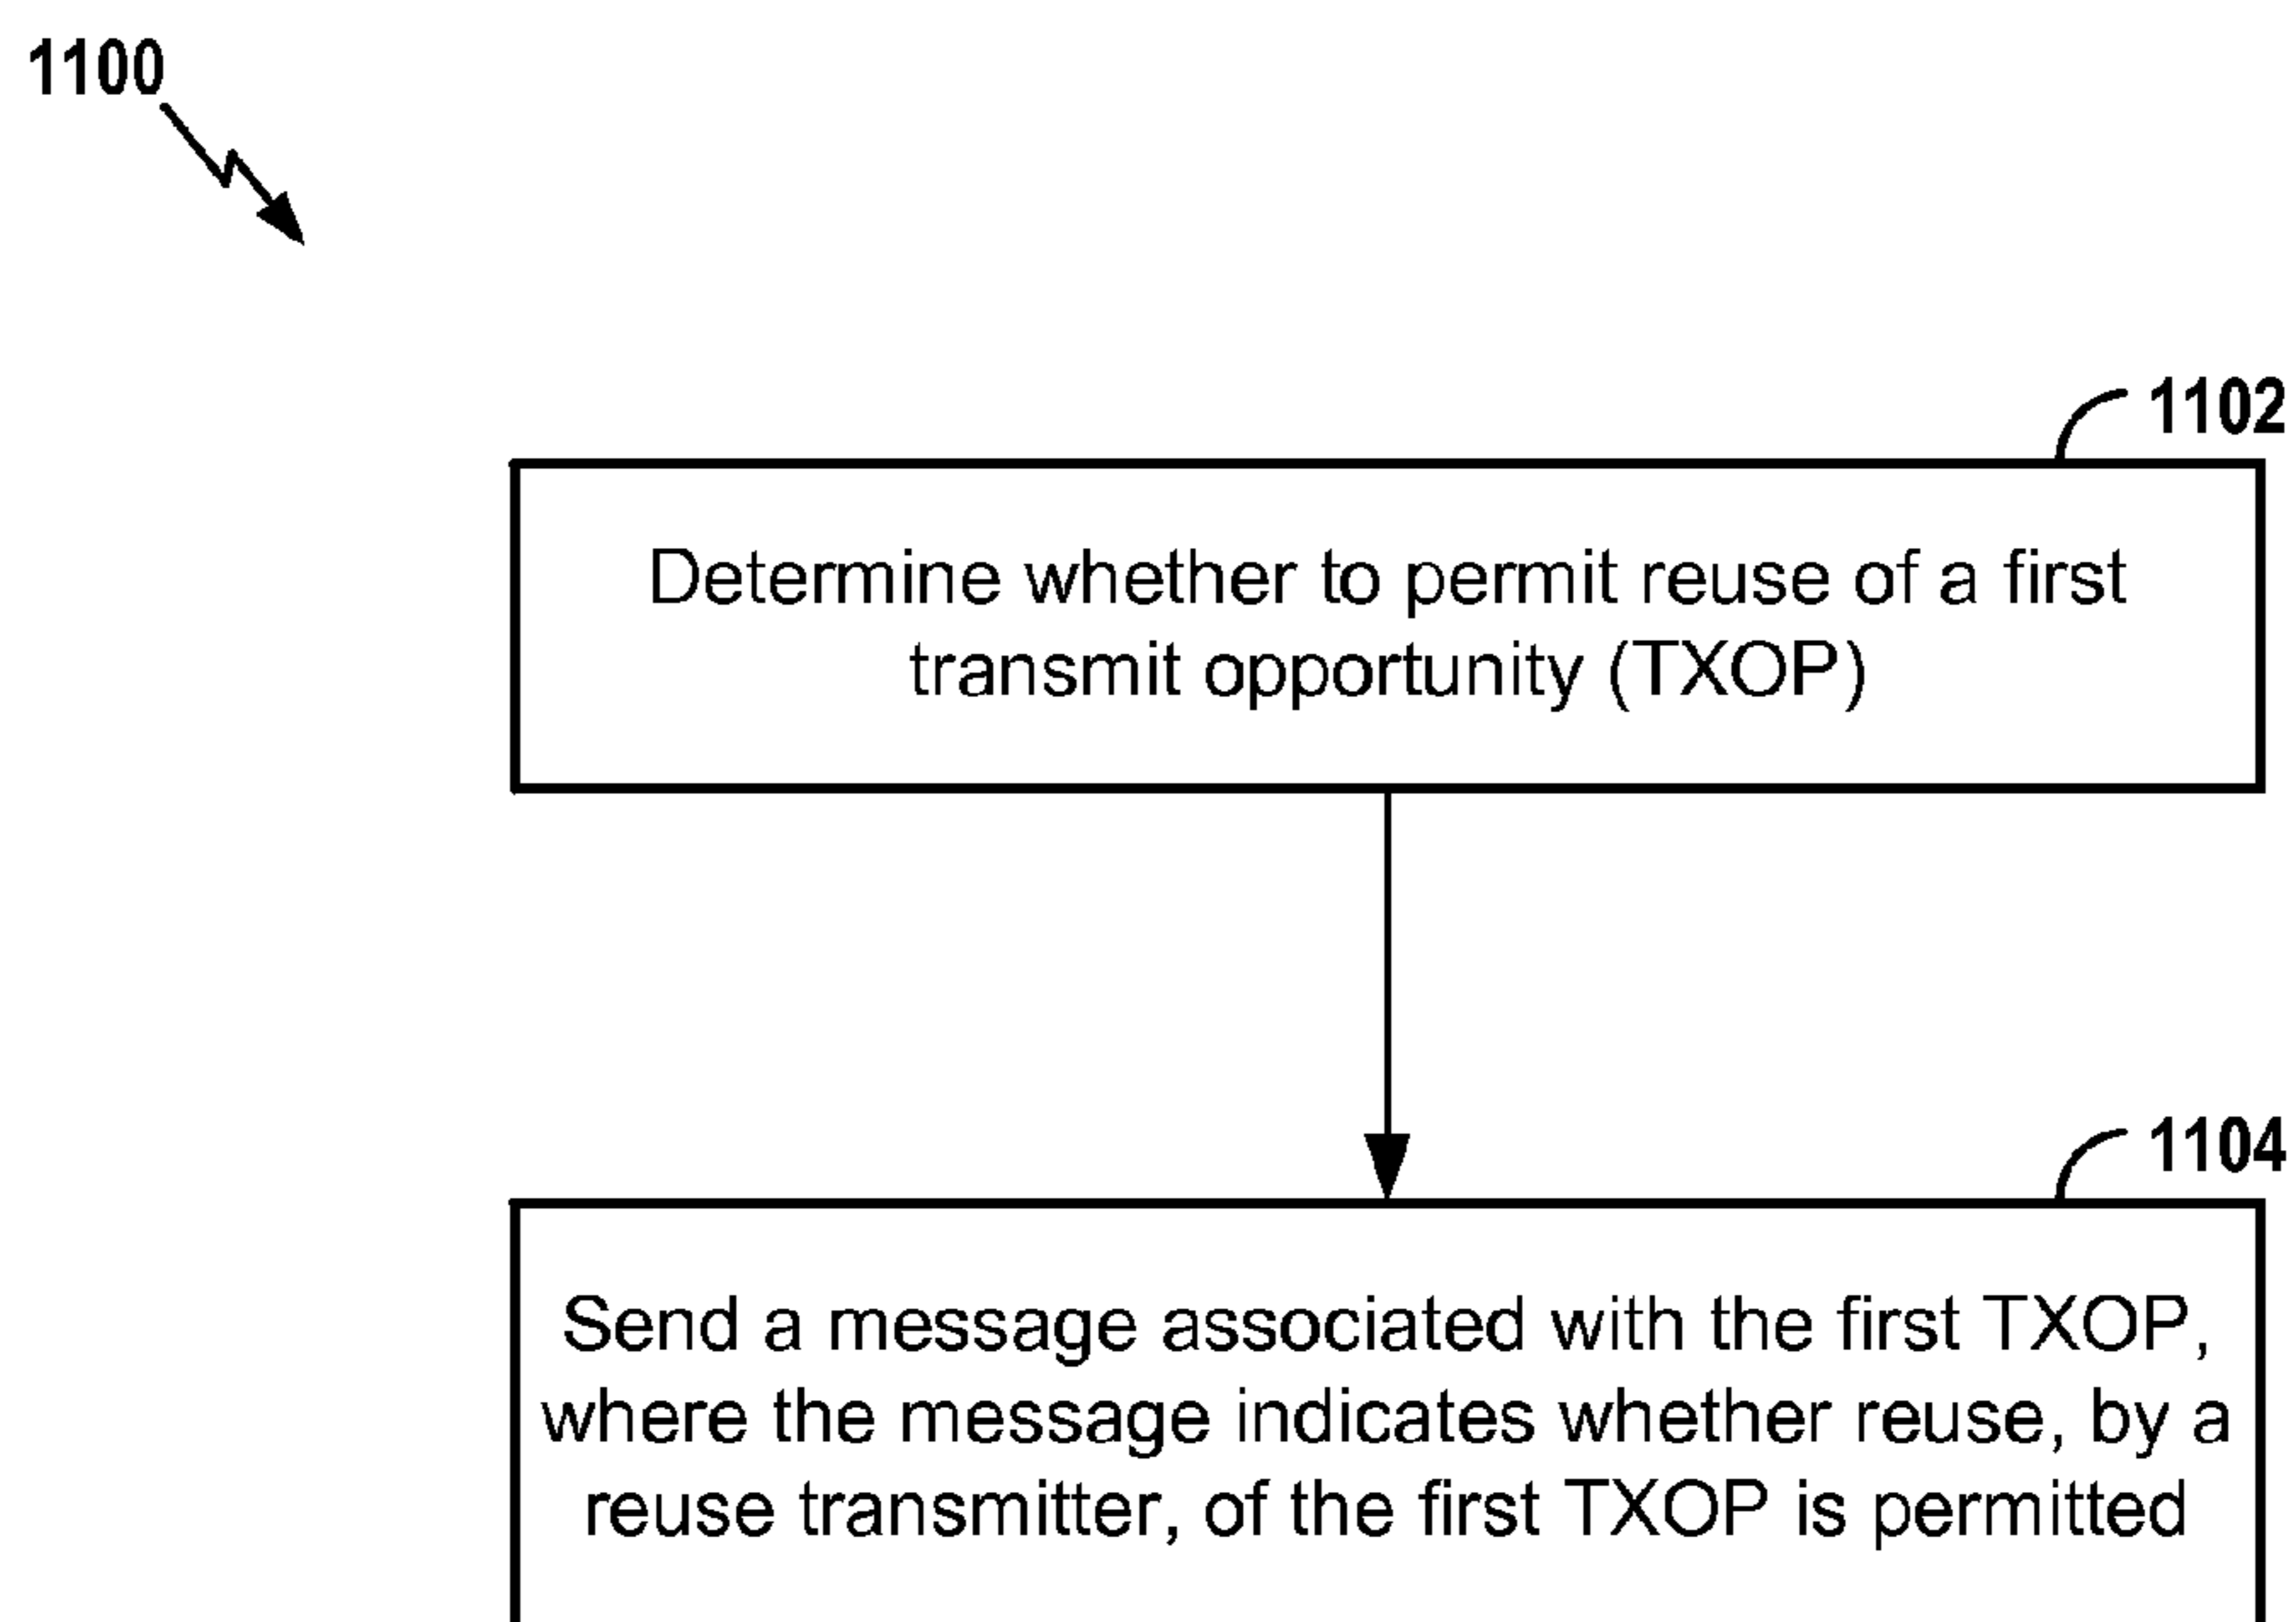 1100
1102
Determine whether to permit reuse of a first
transmit opportunity (TXOP)
1104
Send a message associated with the first TXOP,
where the message indicates whether reuse, by a
reuse transmitter, of the first TXOP is permitted